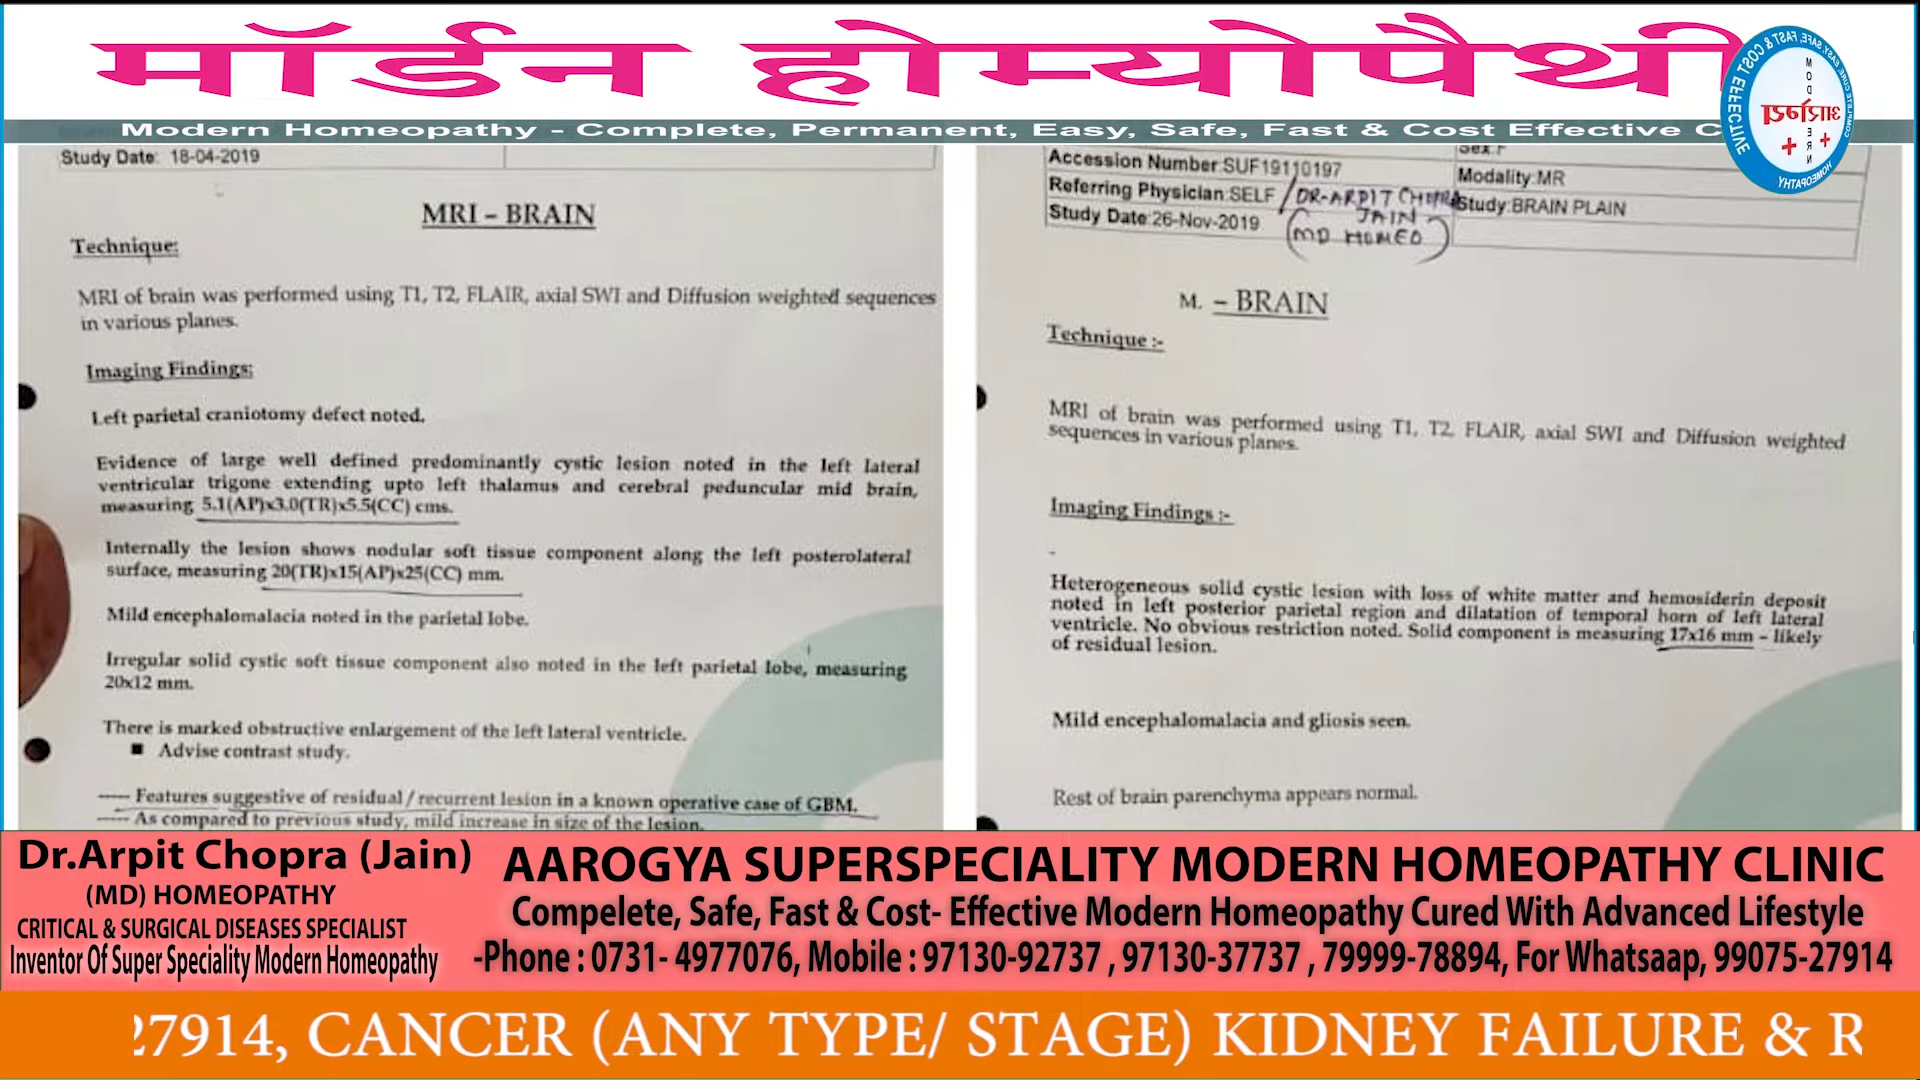 मॉर्डन होम्योपैथी
Modern Homeopathy - Complete, Permanent, Easy, Safe, Fast & Cost Effective C
Study Date: 18-04-2019
MRI – BRAIN
Technique:
MRI of brain was performed using T1, T2, FLAIR, axial SWI and Diffusion weighted sequences
in various planes.
Imaging Findings:
Left parietal craniotomy defect noted.
Evidence of large well defined predominantly cystic lesion noted in the left lateral
ventricular trigone extending upto left thalamus and cerebral peduncular mid brain,
measuring 5.1(AP)x3.0(TR)x5.5(CC) cms.
Internally the lesion shows nodular soft tissue component along the left posterolateral
surface, measuring 20(TR)x15(AP)x25(CC) mm.
Mild encephalomalacia noted in the parietal lobe.
Irregular solid cystic soft tissue component also noted in the left parietal lobe, measuring
20x12 mm.
There is marked obstructive enlargement of the left lateral ventricle.
■ Advise contrast study.
---- Features suggestive of residual/recurrent lesion in a known operative case of GBM.
---- As compared to previous study, mild increase in size of the lesion.
Sex:F
Accession Number:SUF19110197
Modality:MR
Referring Physician:SELF / DR-ARPIT CHOPRA
Study:BRAIN PLAIN
JAIN
Study Date:26-Nov-2019
(MD HOMEO)
M. – BRAIN
Technique :-
MRI of brain was performed using T1, T2, FLAIR, axial SWI and Diffusion weighted
sequences in various planes.
Imaging Findings :-
-
Heterogeneous solid cystic lesion with loss of white matter and hemosiderin deposit
noted in left posterior parietal region and dilatation of temporal horn of left lateral
ventricle. No obvious restriction noted. Solid component is measuring 17x16 mm – likely
of residual lesion.
Mild encephalomalacia and gliosis seen.
Rest of brain parenchyma appears normal.
Dr.Arpit Chopra (Jain)
(MD) HOMEOPATHY
CRITICAL & SURGICAL DISEASES SPECIALIST
Inventor Of Super Speciality Modern Homeopathy
AAROGYA SUPERSPECIALITY MODERN HOMEOPATHY CLINIC
Compelete, Safe, Fast & Cost- Effective Modern Homeopathy Cured With Advanced Lifestyle
-Phone : 0731- 4977076, Mobile : 97130-92737 , 97130-37737 , 79999-78894, For Whatsaap, 99075-27914
27914, CANCER (ANY TYPE/ STAGE) KIDNEY FAILURE & R